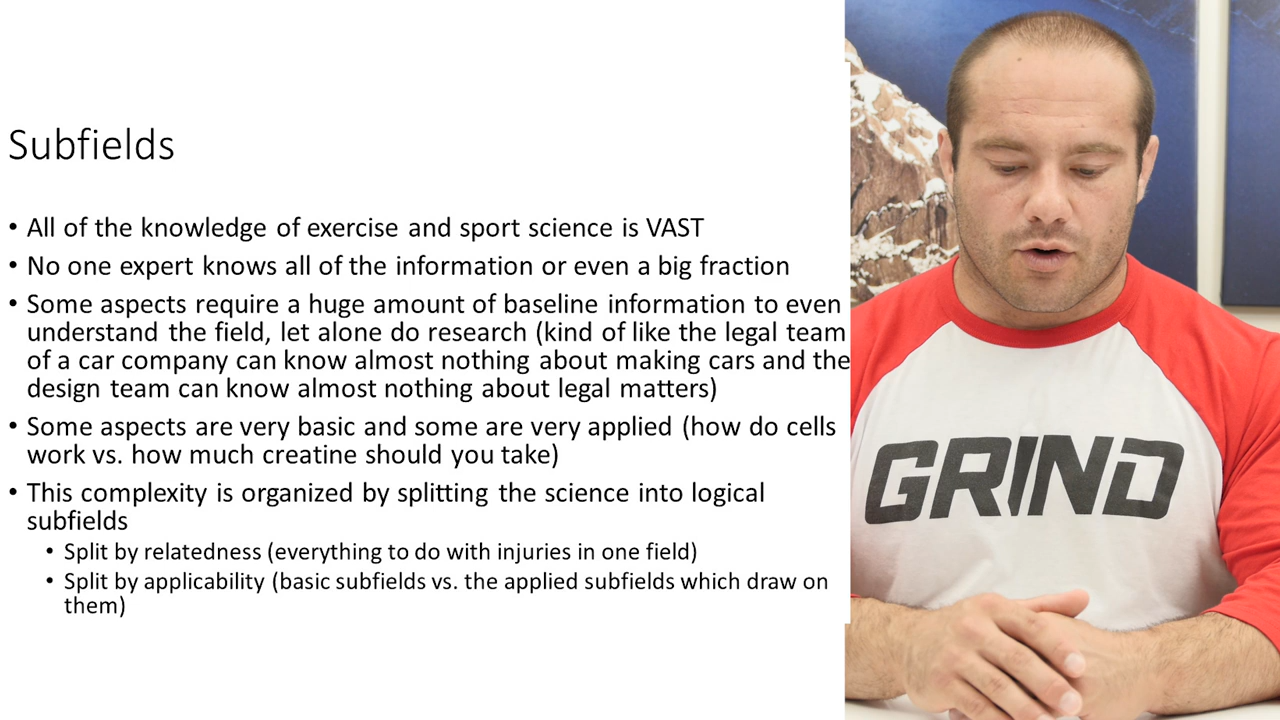 Subfields
• All of the knowledge of exercise and sport science is VAST
• No one expert knows all of the information or even a big fraction
• Some aspects require a huge amount of baseline information to even
understand the field, let alone do research (kind of like the legal team
of a car company can know almost nothing about making cars and the
design team can know almost nothing about legal matters)
• Some aspects are very basic and some are very applied (how do cells
work vs. how much creatine should you take)
• This complexity is organized by splitting the science into logical
subfields
• Split by relatedness (everything to do with injuries in one field)
• Split by applicability (basic subfields vs. the applied subfields which draw on
them)
GRIND